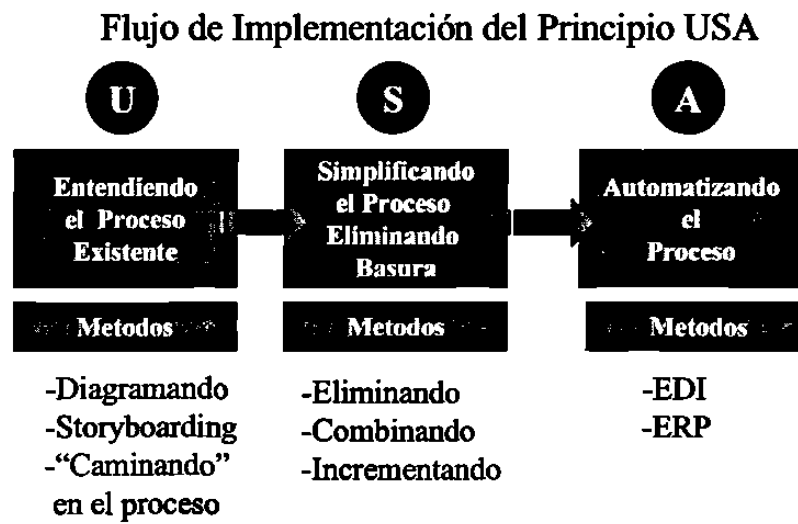 Flujo de Implementación del Principio USA
U
S
A
Entendiendo
el Proceso
Existente
Simplificando
el Proceso
Eliminando
Basura
Automatizando
el
Proceso
Metodos
Metodos
Metodos
-Diagramando
-Storyboarding
-“Caminando”
en el proceso
-Eliminando
-Combinando
-Incrementando
-EDI
-ERP